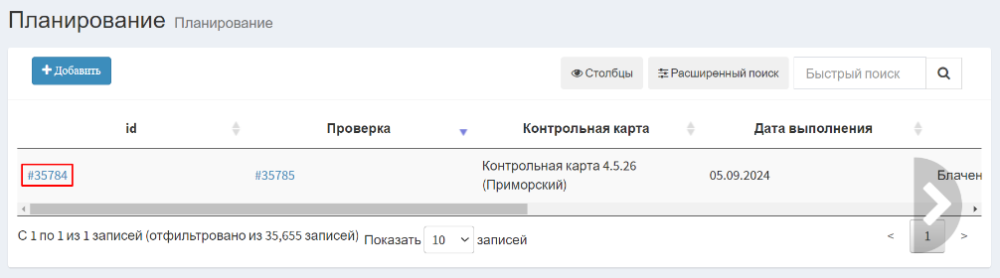 Планирование Планирование
+ Добавить Столбцы Расширенный поиск Быстрый поиск
id Проверка Контрольная карта Дата выполнения
#35784 #35785 Контрольная карта 4.5.26 (Приморский) 05.09.2024 Блачен
С 1 по 1 из 1 записей (отфильтровано из 35,655 записей) Показать 10 записей < 1 >